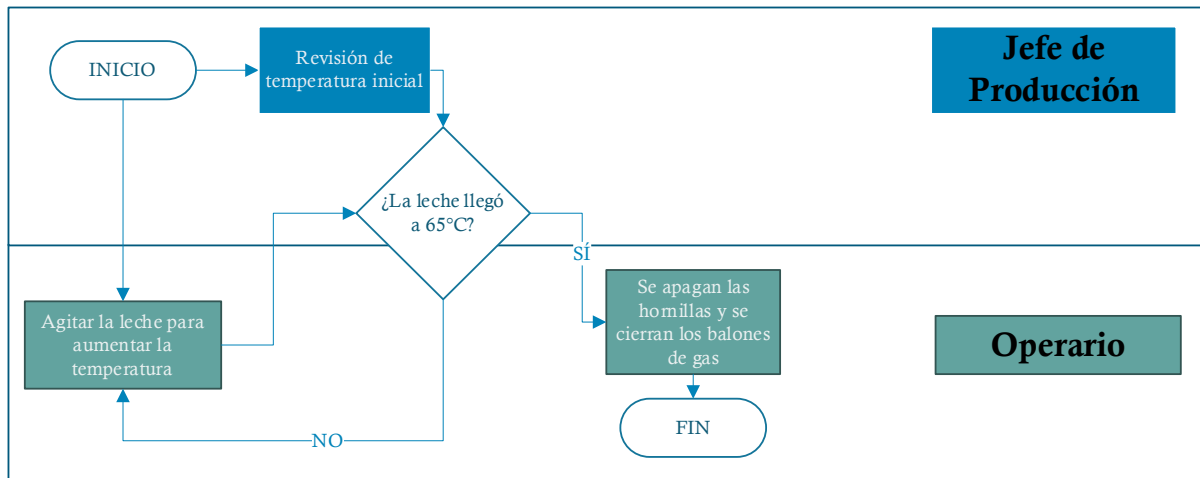 INICIO
Revisión de
temperatura inicial
Jefe de
Producción
¿La leche llegó
a 65°C?
SÍ
Agitar la leche para
aumentar la
temperatura
Se apagan las
hornillas y se
cierran los balones
de gas
Operario
NO
FIN